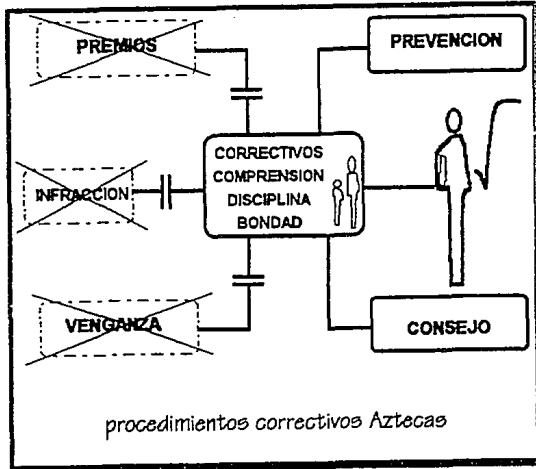 PREMIOS
PREVENCION
CORRECTIVOS
COMPRENSION
DISCIPLINA
BONDAD
INFRACCION
VENGANZA
CONSEJO
procedimientos correctivos Aztecas